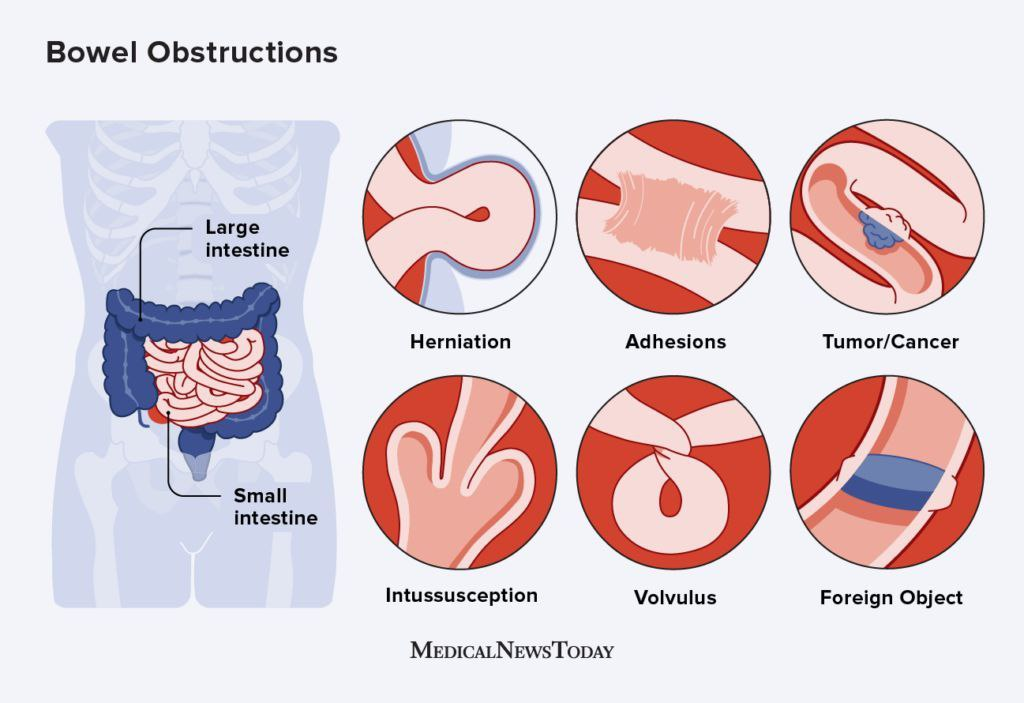 Bowel Obstructions
Large
intestine
Small
intestine
Herniation
Adhesions
Tumor/Cancer
Intussusception
Volvulus
Foreign Object
MEDICALNEWSTODAY